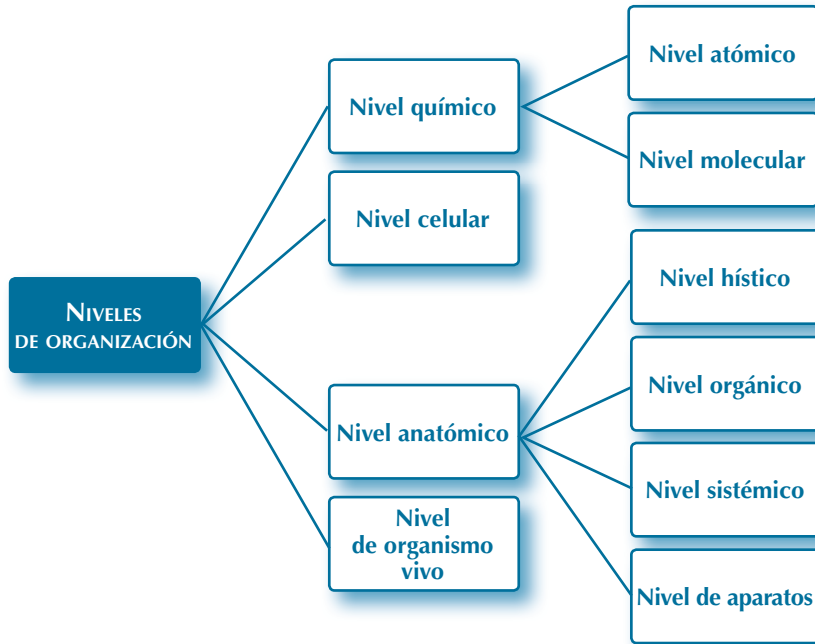 Niveles
de organización
Nivel químico
Nivel atómico
Nivel molecular
Nivel celular
Nivel anatómico
Nivel hístico
Nivel orgánico
Nivel sistémico
Nivel de aparatos
Nivel
de organismo
vivo